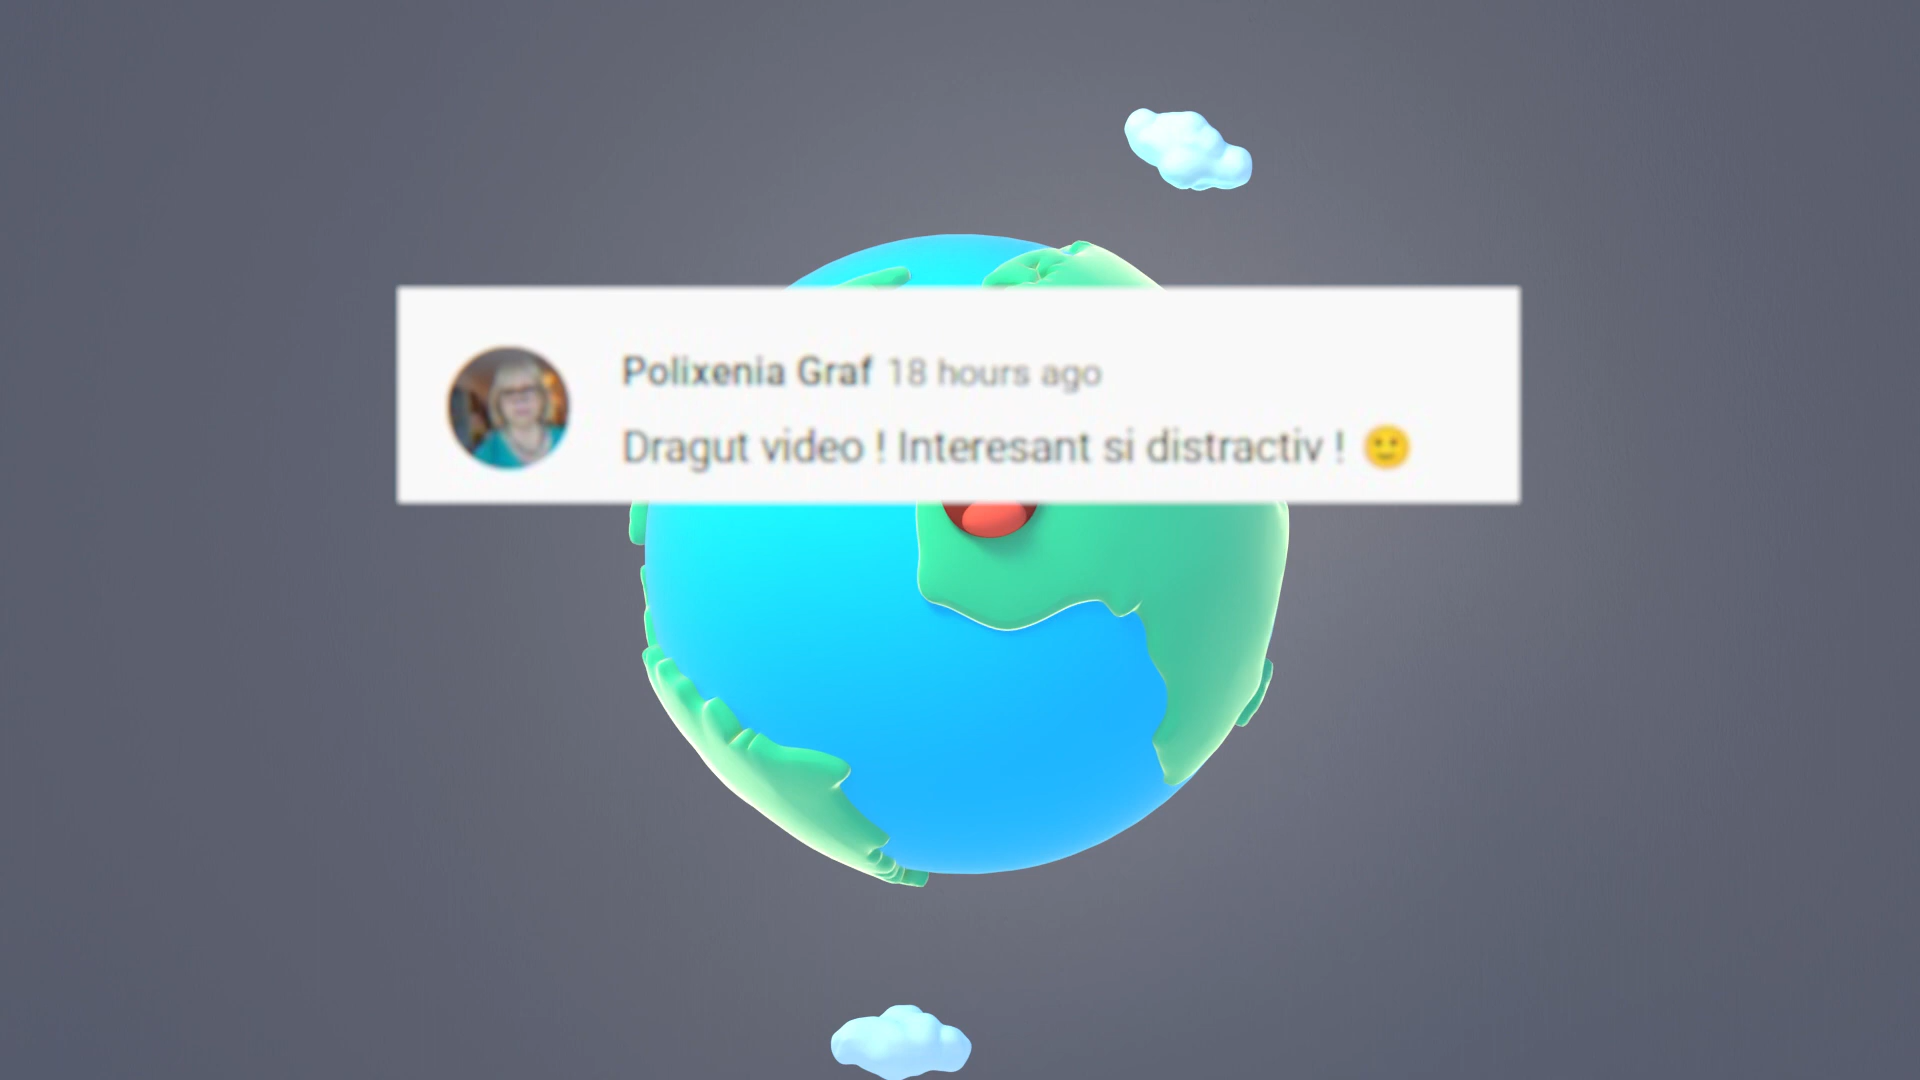 Polixenia Graf 18 hours ago
Dragut video ! Interesant si distractiv ! 🙂